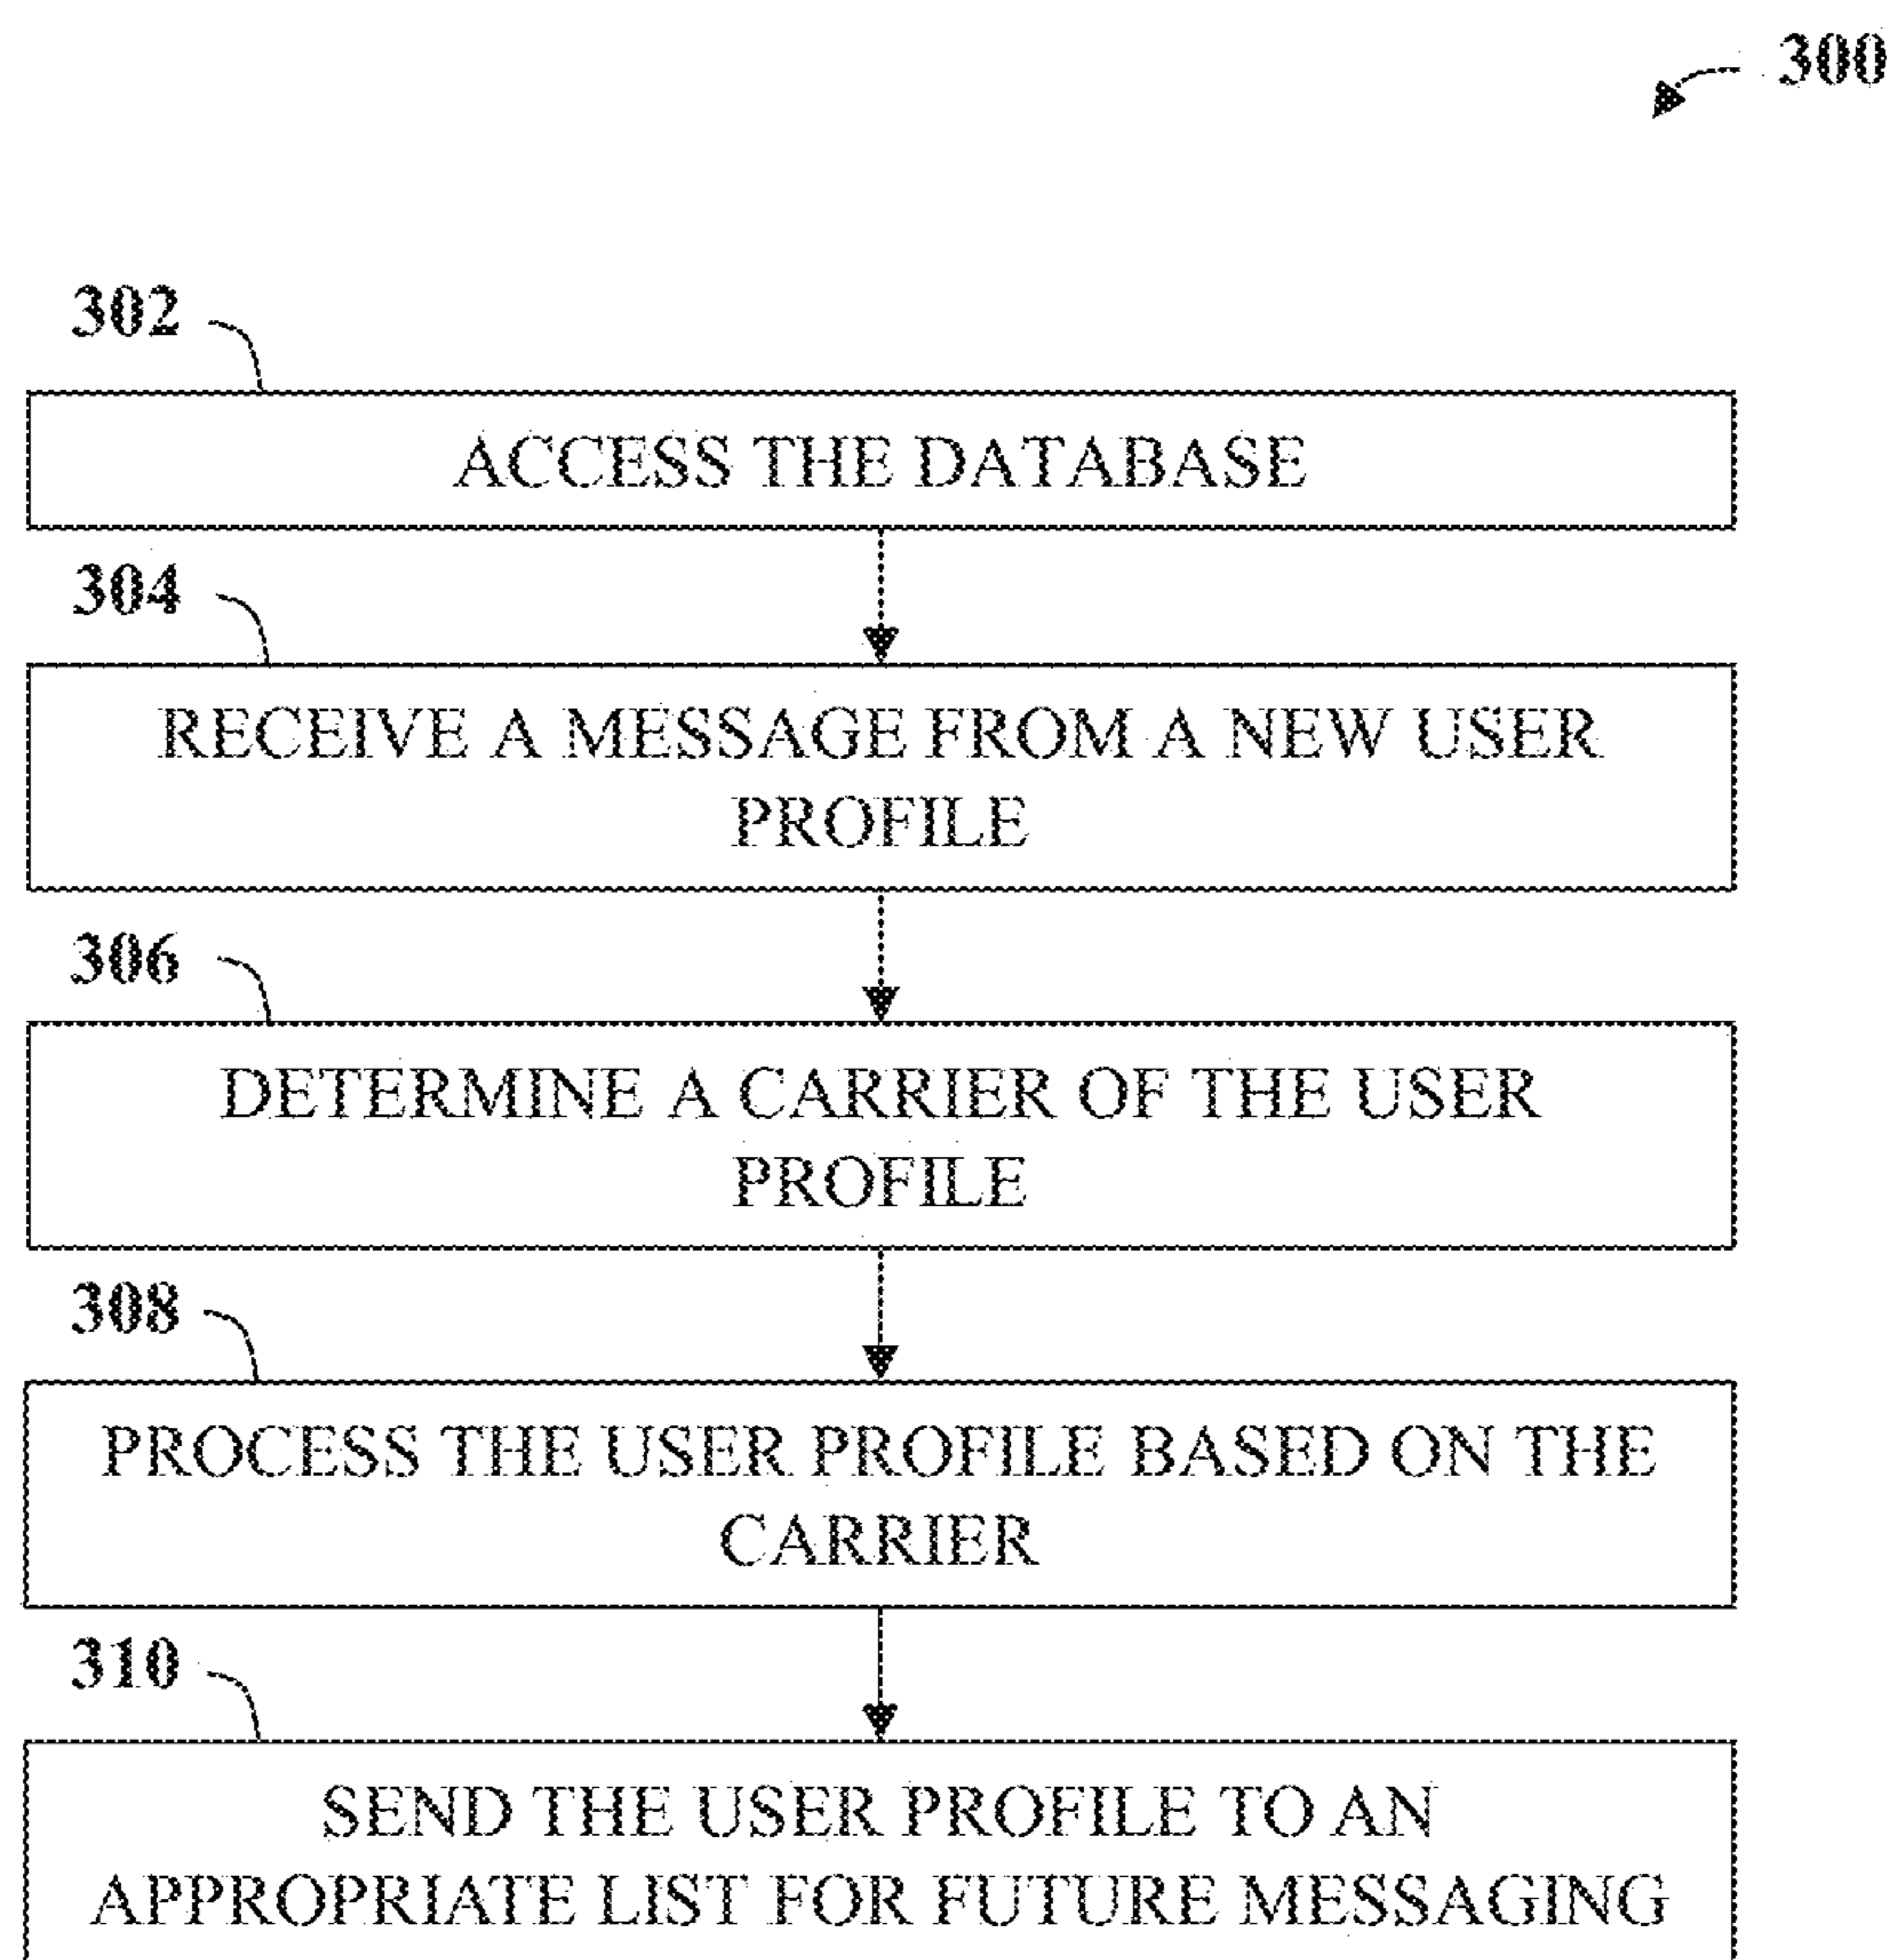 300
302
ACCESS THE DATABASE
304
RECEIVE A MESSAGE FROM A NEW USER
PROFILE
306
DETERMINE A CARRIER OF THE USER
PROFILE
308
PROCESS THE USER PROFILE BASED ON THE
CARRIER
310
SEND THE USER PROFILE TO AN
APPROPRIATE LIST FOR FUTURE MESSAGING